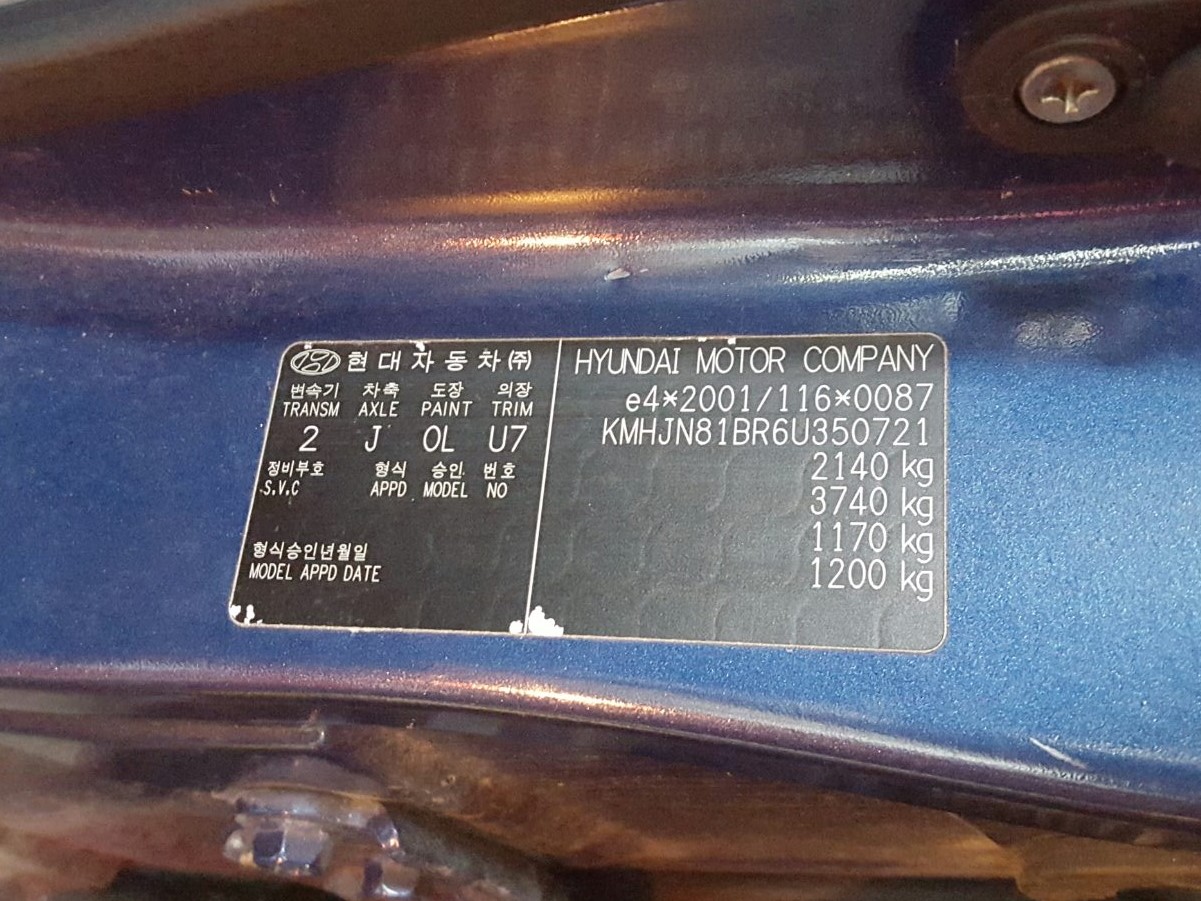 현대자동차㈜
변속기 차축 도장 의장
TRANSM AXLE PAINT TRIM
2 J OL U7
정비부호 형식 승인 번호
S.V.C APPD MODEL NO
형식승인년월일
MODEL APPD DATE
HYUNDAI MOTOR COMPANY
e4*2001/116*0087
KMHJN81BR6U350721
2140 kg
3740 kg
1170 kg
1200 kg